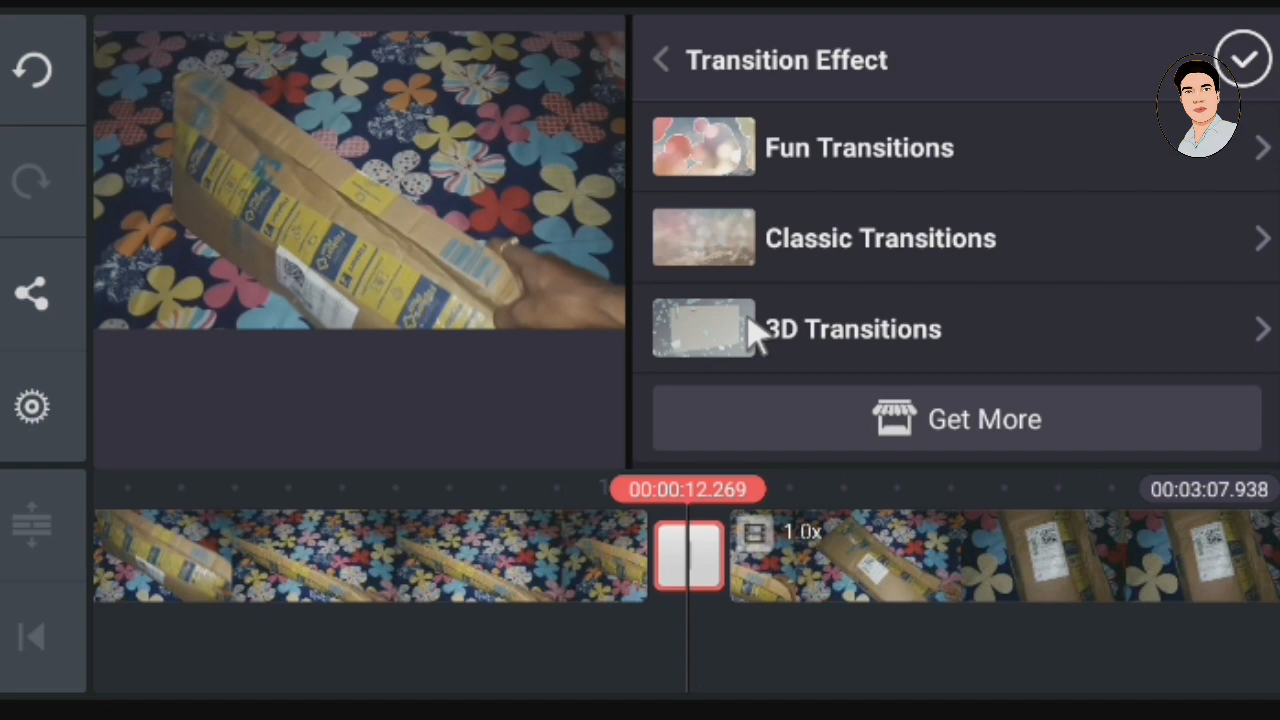 Transition Effect
Fun Transitions
Classic Transitions
3D Transitions
Get More
00:00:12.269
00:03:07.938
1.0x